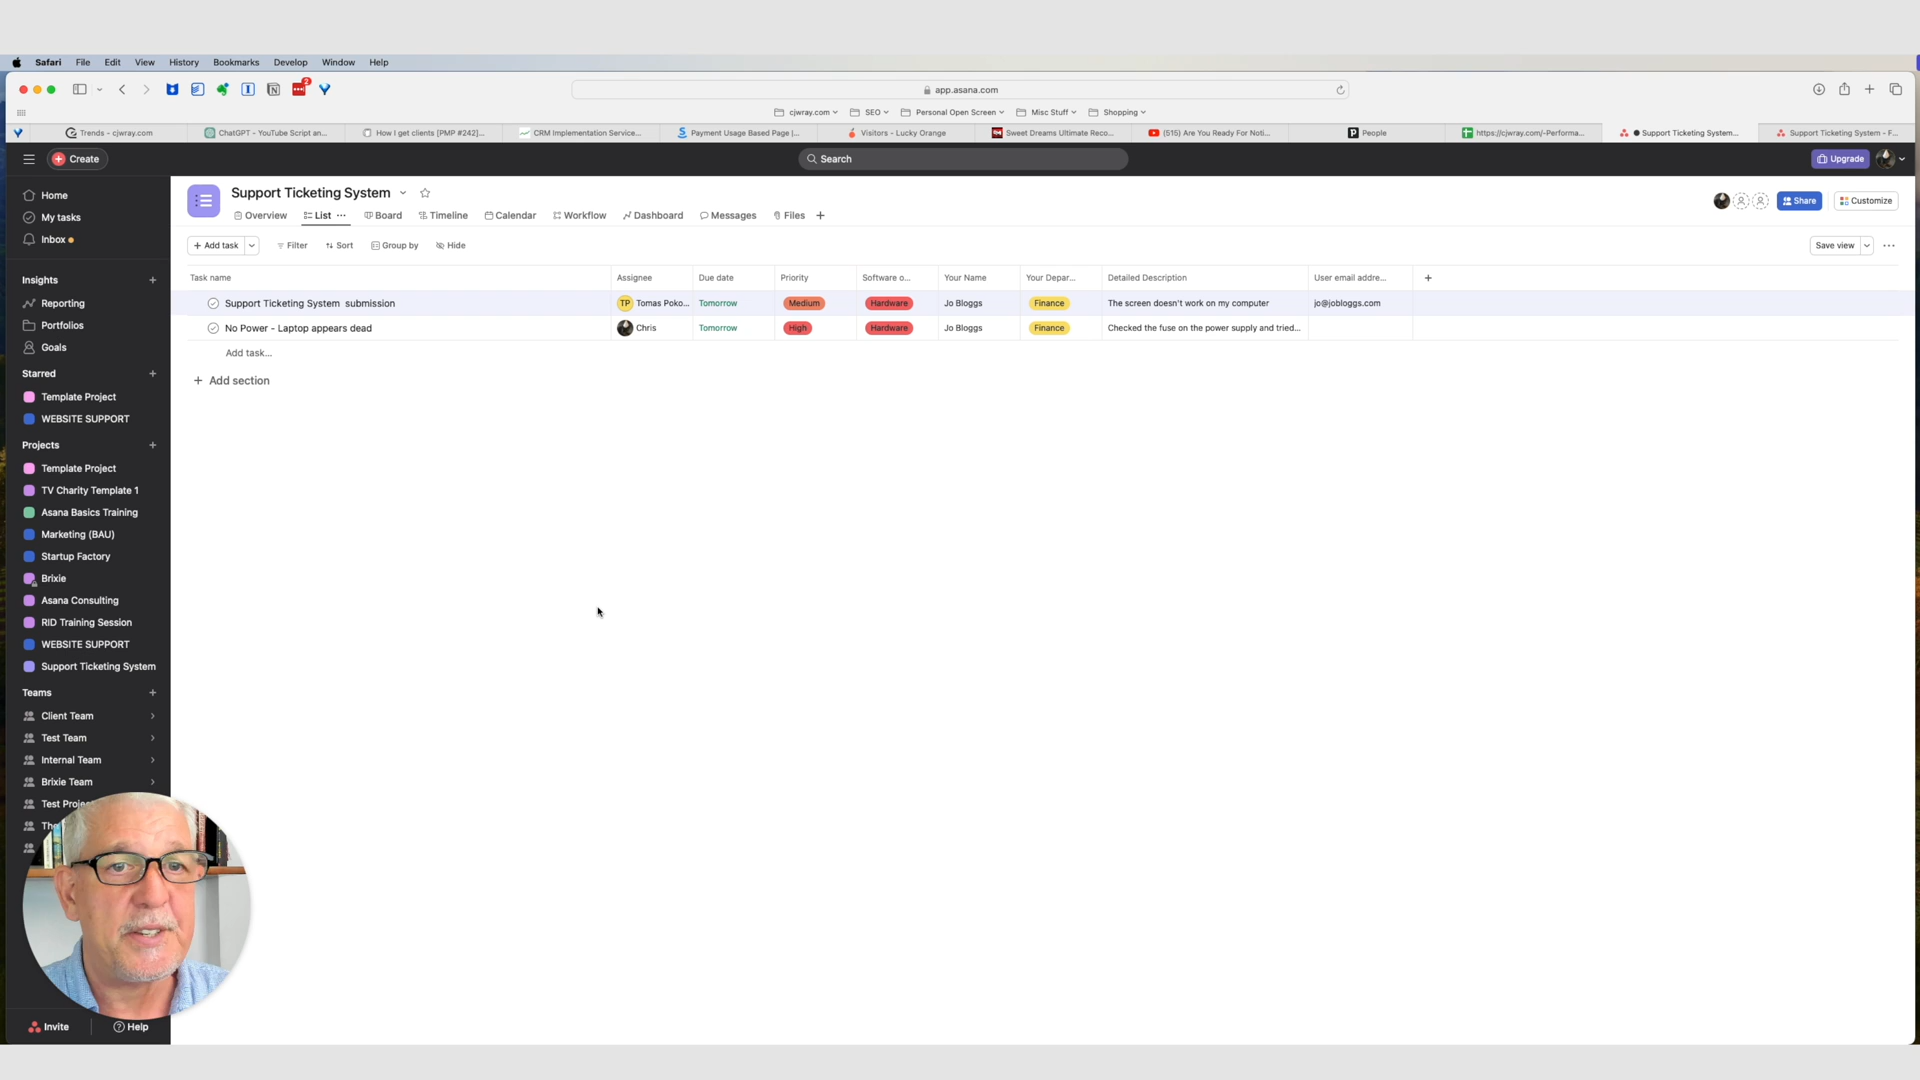 Safari File Edit View History Bookmarks Develop Window Help
2
app.asana.com
cjwray.com SEO Personal Open Screen Misc Stuff Shopping
Trends - cjwray.com ChatGPT - YouTube Script an... How I get clients [PMP #242]... CRM Implementation Service... Payment Usage Based Page |... Visitors - Lucky Orange Sweet Dreams Ultimate Reco... (515) Are You Ready For Noti... People https://cjwray.com/-Performa... Support Ticketing System... Support Ticketing System - F...
Create Search Upgrade
Home
My tasks
Inbox
Insights
Reporting
Portfolios
Goals
Starred
Template Project
WEBSITE SUPPORT
Projects
Template Project
TV Charity Template 1
Asana Basics Training
Marketing (BAU)
Startup Factory
Brixie
Asana Consulting
RID Training Session
WEBSITE SUPPORT
Support Ticketing System
Teams
Client Team
Test Team
Internal Team
Brixie Team
Invite Help
Support Ticketing System
Overview List Board Timeline Calendar Workflow Dashboard Messages Files
Share Customize
Add task Filter Sort Group by Hide Save view
Task name Assignee Due date Priority Software o... Your Name Your Depar... Detailed Description User email addre...
Support Ticketing System submission TP Tomas Poko... Tomorrow Medium Hardware Jo Bloggs Finance The screen doesn't work on my computer jo@jobloggs.com
No Power - Laptop appears dead Chris Tomorrow High Hardware Jo Bloggs Finance Checked the fuse on the power supply and tried...
Add task...
Add section